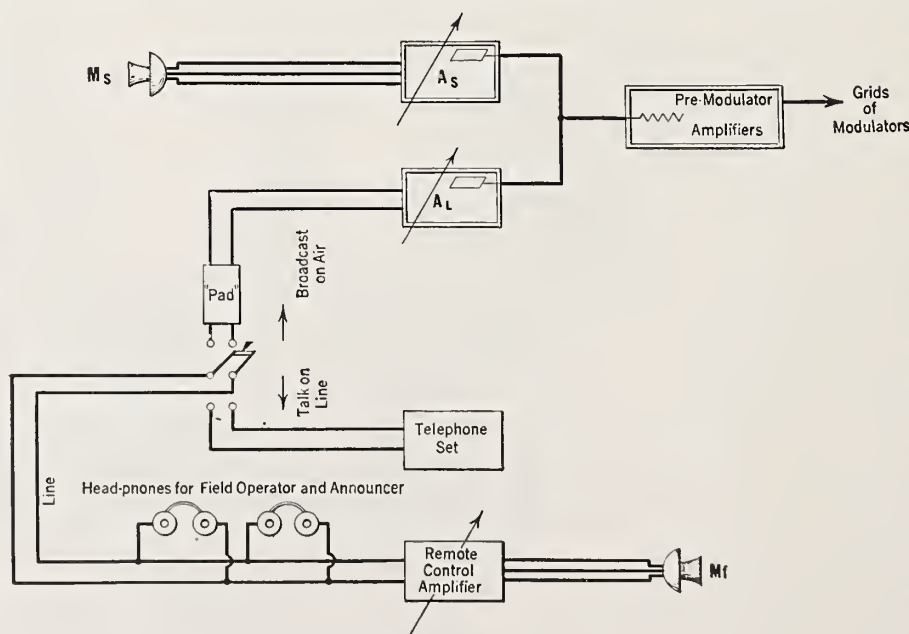 Ms
As
Pre-Modulator
Amplifiers
Grids
of
Modulators
AL
"Pad"
Broadcast
on Air
Talk on
Line
Telephone
Set
Line
Head-pnones for Field Operator and Announcer
Remote
Control
Amplifier
Mf